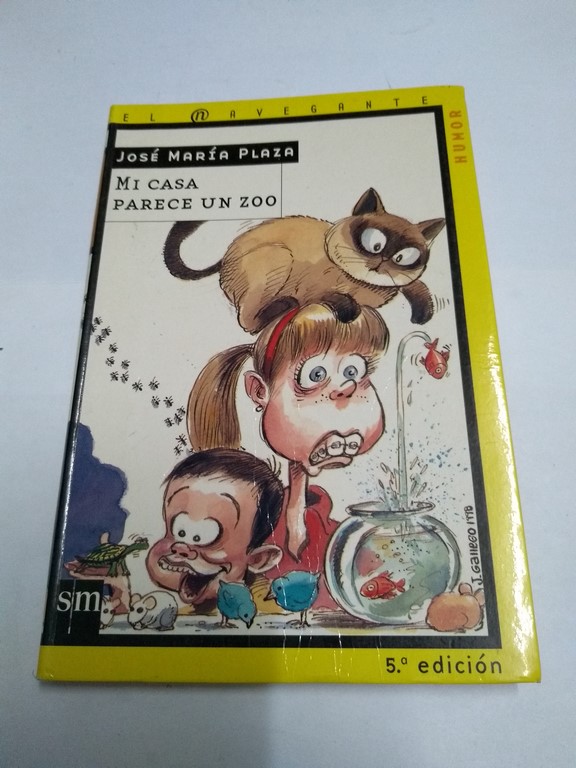 EL @AVEGANTE
HUMOR
JOSÉ MARÍA PLAZA
MI CASA
PARECE UN ZOO
J. Gallego 1998
sm
5.ª edición